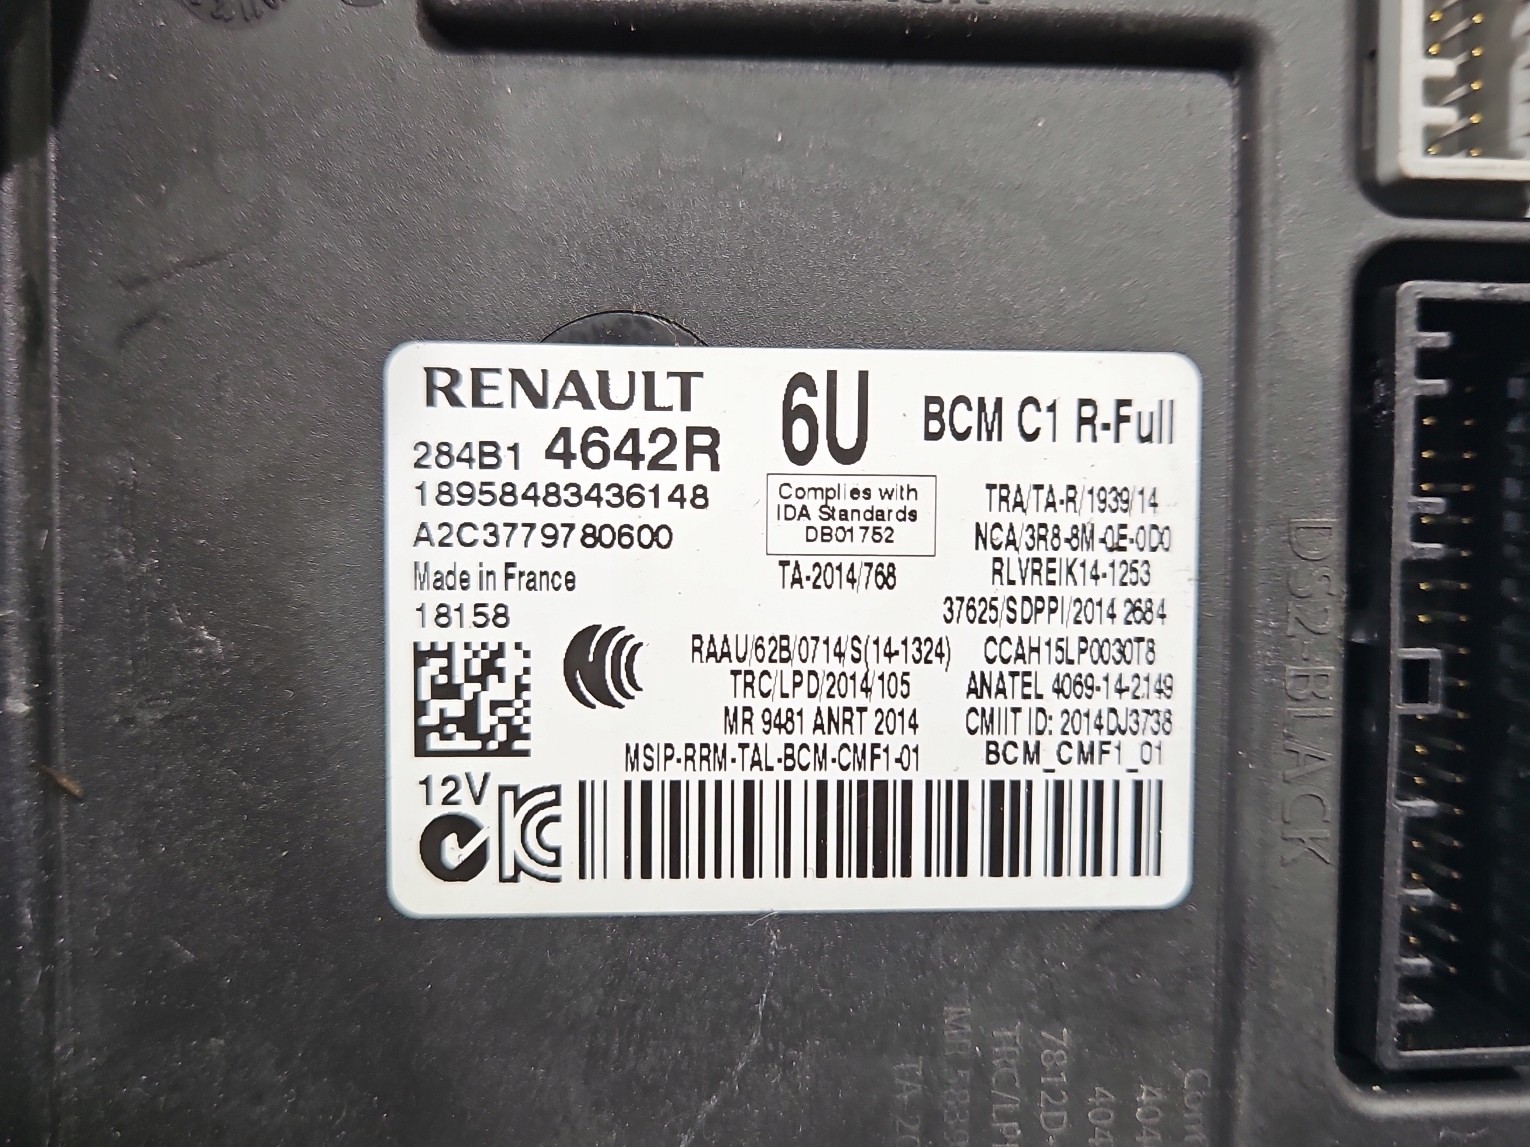 RENAULT
6U
BCM C1 R-Full
284B1 4642R
18958483436148
A2C3779780600
Made in France
18158
Complies with
IDA Standards
DB01752
TA-2014/768
TRA/TA-R/1939/14
NCA/3R8-8M-0E-0D0
RLVREIK14-1253
37625/SDPPI/2014 2684
RAAU/62B/0714/S(14-1324)
CCAH15LP0030T8
TRC/LPD/2014/105
ANATEL 4069-14-2149
MR 9481 ANRT 2014
CMIIT ID: 2014DJ3738
MSIP-RRM-TAL-BCM-CMF1-01
BCM_CMF1_01
12V
DS2-BLACK